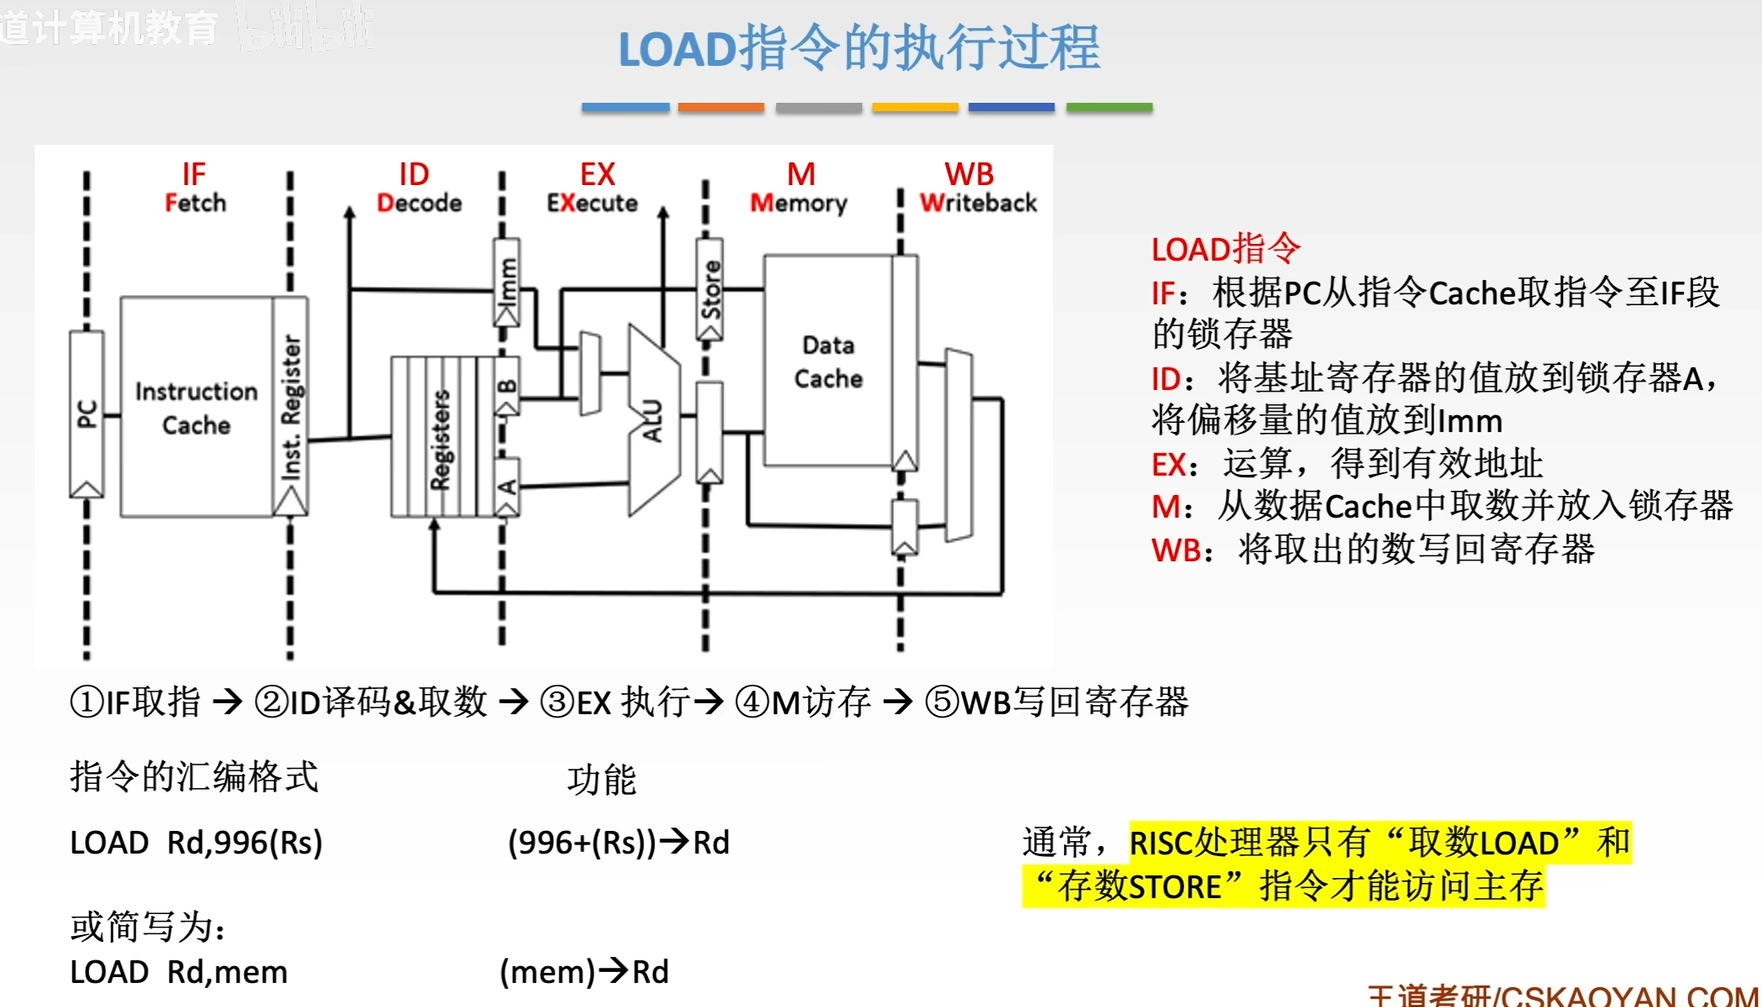 道计算机教育 bilibili
LOAD指令的执行过程
IF
ID
EX
M
WB
Fetch
Decode
EXecute
Memory
Writeback
PC
Instruction
Cache
Inst. Register
Registers
Imm
B
A
ALU
Store
Data
Cache
LOAD指令
IF：根据PC从指令Cache取指令至IF段
的锁存器
ID：将基址寄存器的值放到锁存器A，
将偏移量的值放到Imm
EX：运算，得到有效地址
M：从数据Cache中取数并放入锁存器
WB：将取出的数写回寄存器
①IF取指 → ②ID译码&取数 → ③EX 执行→ ④M访存 → ⑤WB写回寄存器
指令的汇编格式 功能
LOAD Rd,996(Rs) (996+(Rs))→Rd
或简写为：
LOAD Rd,mem (mem)→Rd
通常，RISC处理器只有“取数LOAD”和
“存数STORE”指令才能访问主存
王道考研/CSKAOYAN.COM